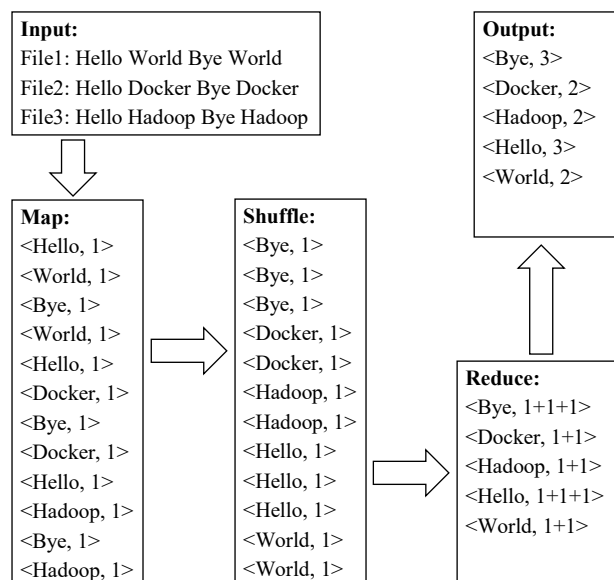 Input:
File1: Hello World Bye World
File2: Hello Docker Bye Docker
File3: Hello Hadoop Bye Hadoop
Map:
<Hello, 1>
<World, 1>
<Bye, 1>
<World, 1>
<Hello, 1>
<Docker, 1>
<Bye, 1>
<Docker, 1>
<Hello, 1>
<Hadoop, 1>
<Bye, 1>
<Hadoop, 1>
Shuffle:
<Bye, 1>
<Bye, 1>
<Bye, 1>
<Docker, 1>
<Docker, 1>
<Hadoop, 1>
<Hadoop, 1>
<Hello, 1>
<Hello, 1>
<Hello, 1>
<World, 1>
<World, 1>
Reduce:
<Bye, 1+1+1>
<Docker, 1+1>
<Hadoop, 1+1>
<Hello, 1+1+1>
<World, 1+1>
Output:
<Bye, 3>
<Docker, 2>
<Hadoop, 2>
<Hello, 3>
<World, 2>